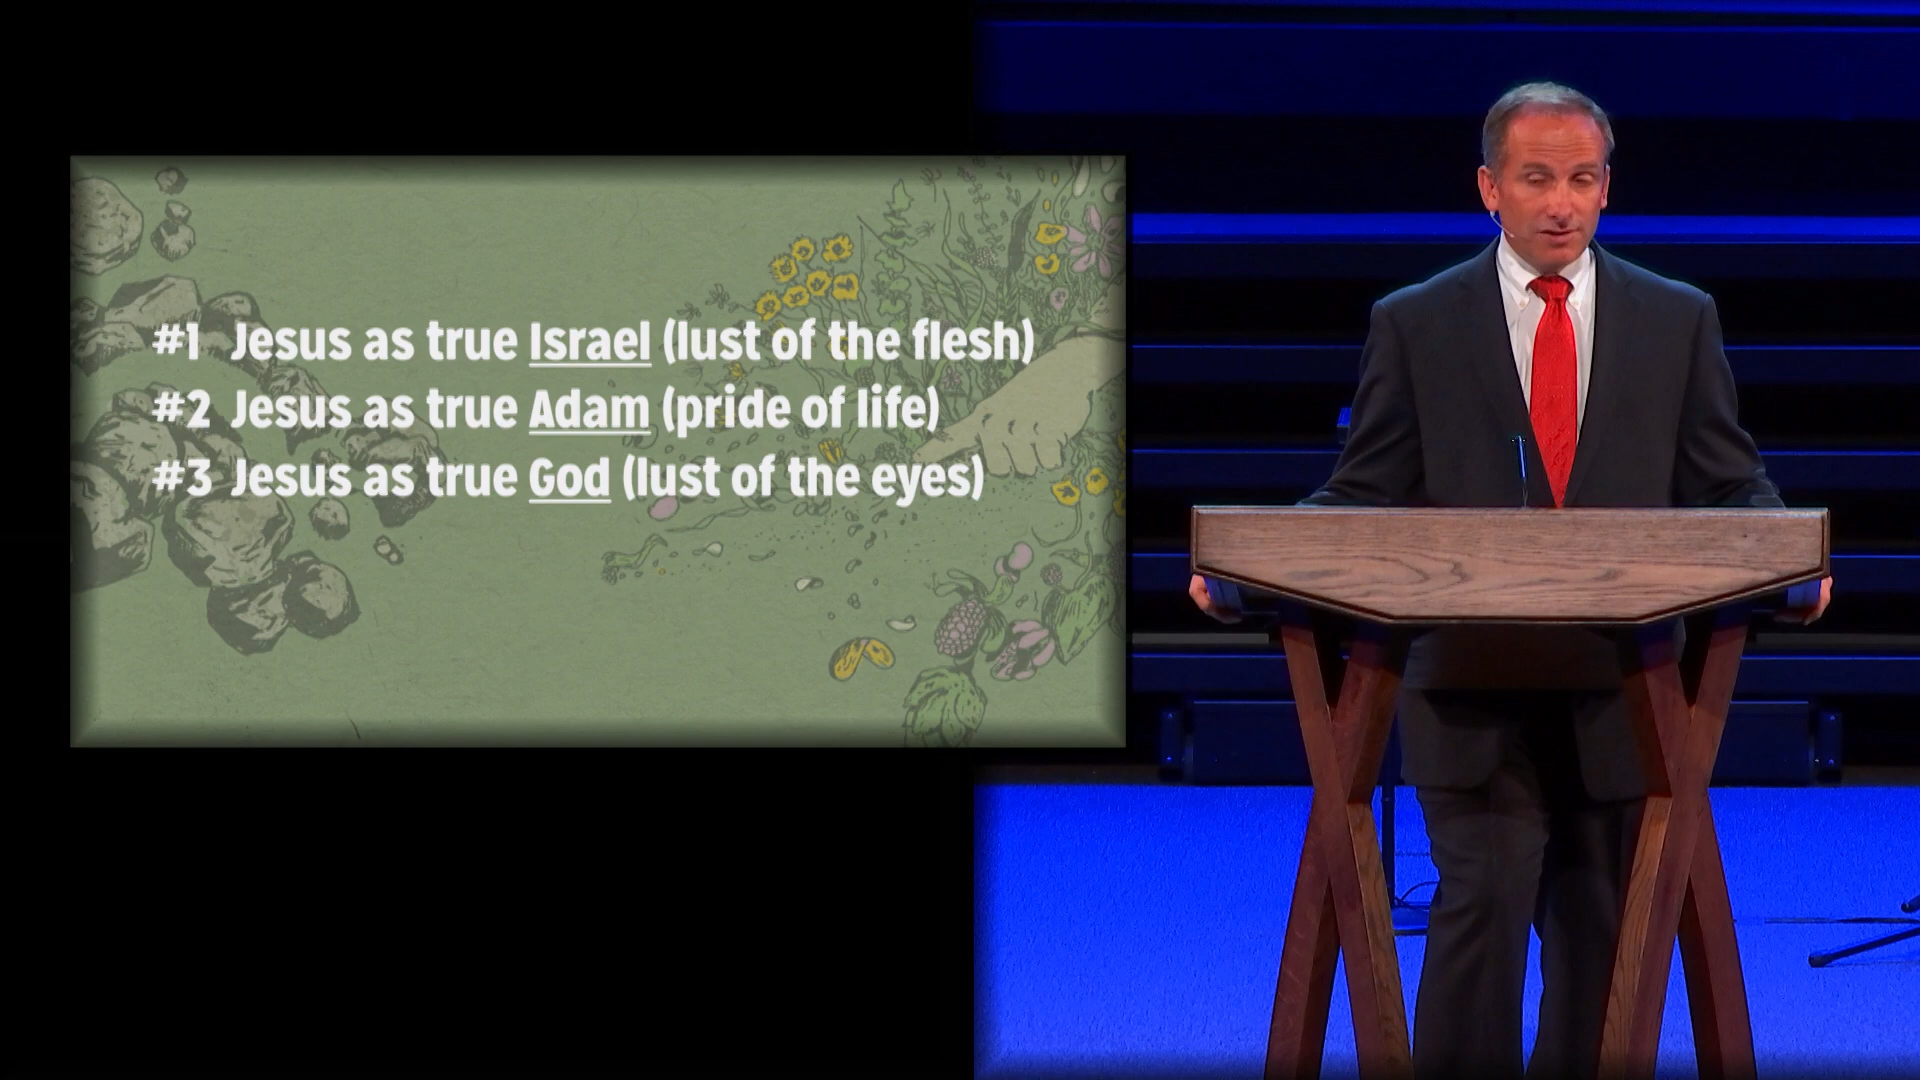 #1 Jesus as true Israel (lust of the flesh)
#2 Jesus as true Adam (pride of life)
#3 Jesus as true God (lust of the eyes)